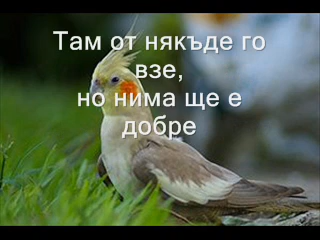 Там от някъде го
взе,
но нима ще е
добре